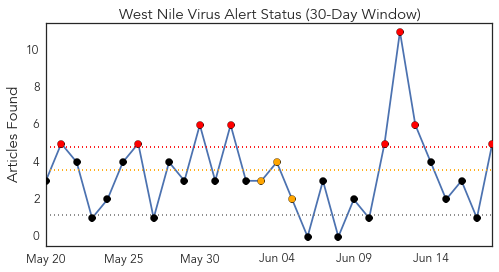 West Nile Virus Alert Status (30-Day Window)
Articles Found
10
8
6
4
2
0
May 20 May 25 May 30 Jun 04 Jun 09 Jun 14